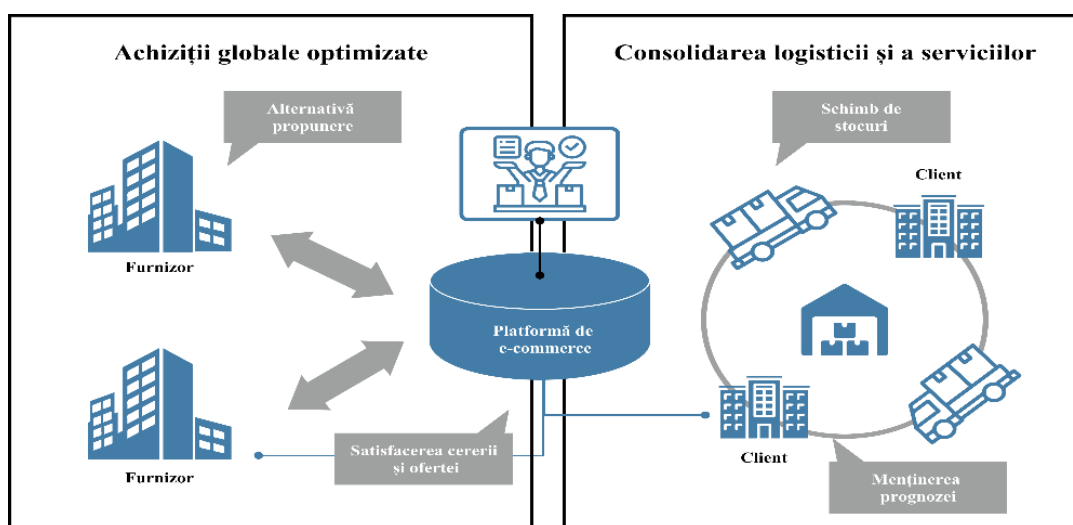 Achiziții globale optimizate
Alternativă
propunere
Furnizor
Furnizor
Satisfacerea cererii
și ofertei
Platformă de
e-commerce
Consolidarea logisticii și a serviciilor
Schimb de
stocuri
Client
Client
Menținerea
prognozei